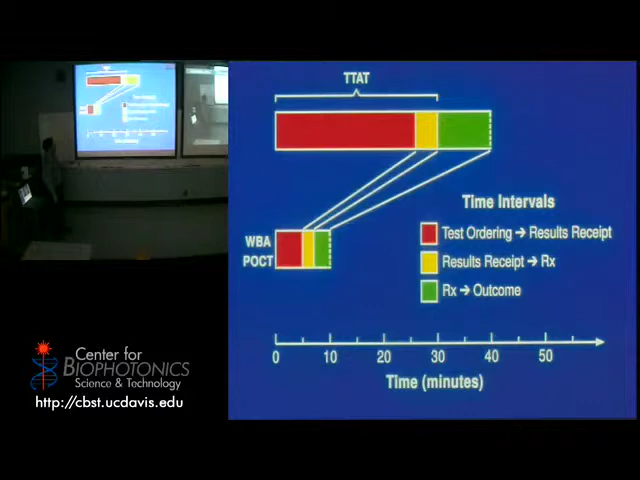 TTAT
Time Intervals
Test Ordering → Results Receipt
WBA
POCT
Results Receipt → Rx
Rx → Outcome
0 10 20 30 40 50
Time (minutes)
Center for
BIOPHOTONICS
Science & Technology
http://cbst.ucdavis.edu